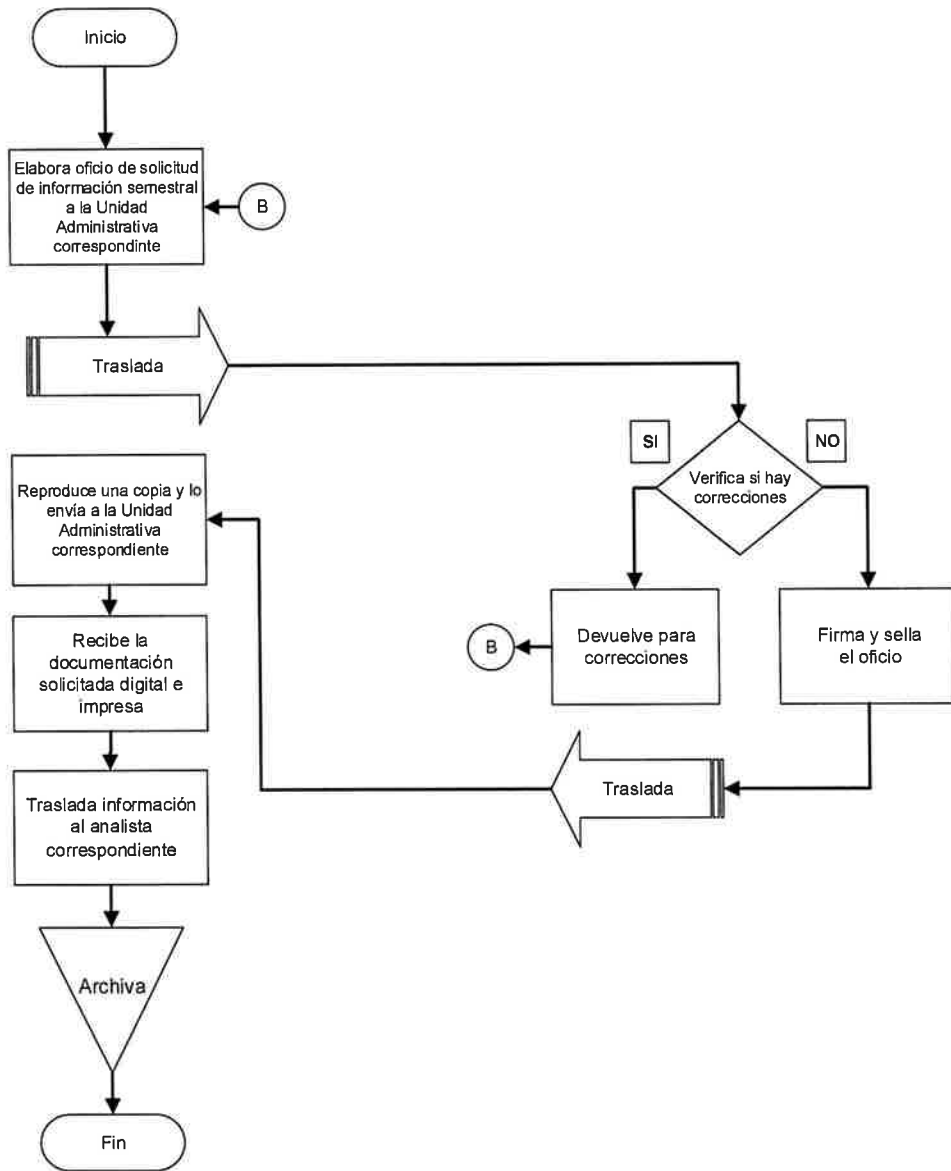 Inicio
Elabora oficio de solicitud
de información semestral
a la Unidad
Administrativa
correspondinte
B
Traslada
SI
NO
Verifica si hay
correcciones
Reproduce una copia y lo
envía a la Unidad
Administrativa
correspondiente
Devuelve para
correcciones
B
Firma y sella
el oficio
Recibe la
documentación
solicitada digital e
impresa
Traslada
Traslada información
al analista
correspondiente
Archiva
Fin